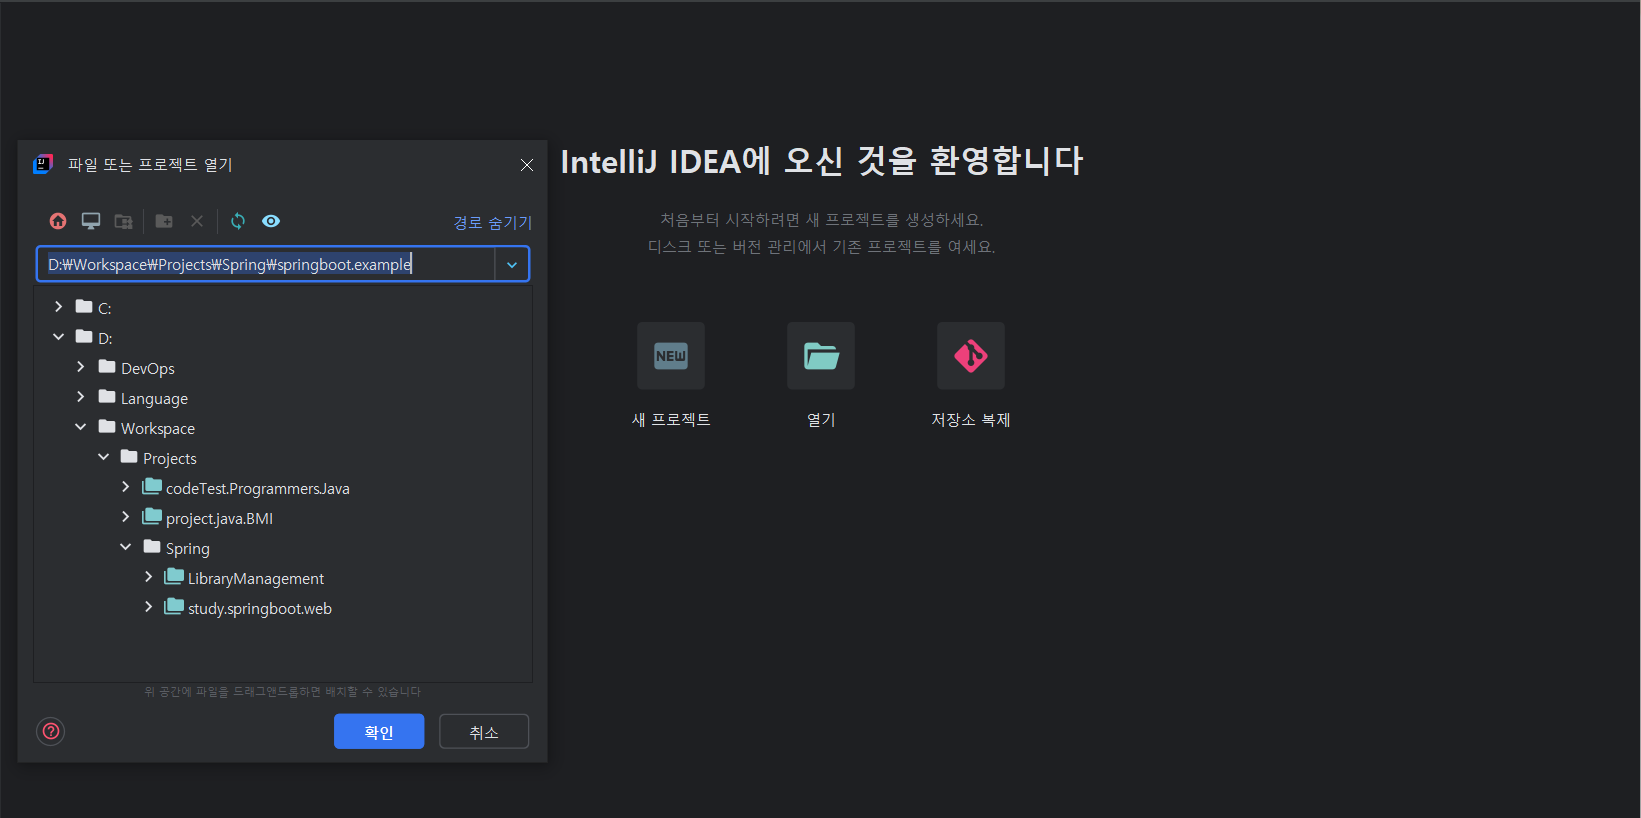 파일 또는 프로젝트 열기
경로 숨기기
D:₩Workspace₩Projects₩Spring₩springboot.example
C:
D:
DevOps
Language
Workspace
Projects
codeTest.Programmers.Java
project.java.BMI
Spring
LibraryManagement
study.springboot.web
위 공간에 파일을 드래그앤드롭하면 배치할 수 있습니다
확인
취소
IntelliJ IDEA에 오신 것을 환영합니다
처음부터 시작하려면 새 프로젝트를 생성하세요.
디스크 또는 버전 관리에서 기존 프로젝트를 여세요.
NEW
새 프로젝트
열기
저장소 복제